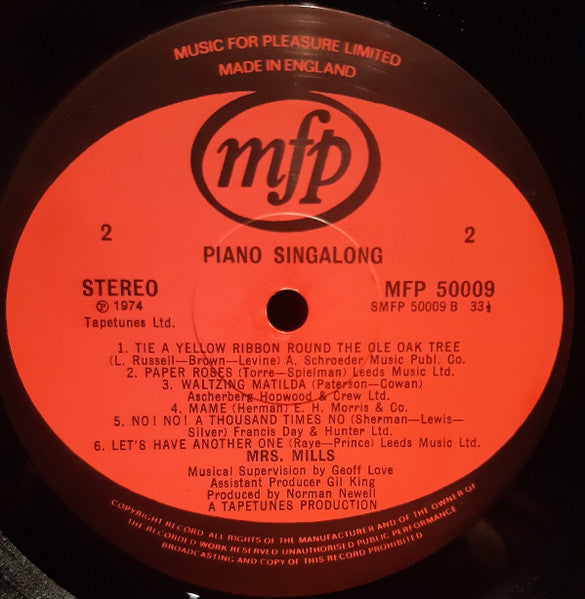 MUSIC FOR PLEASURE LIMITED
MADE IN ENGLAND
mfp
2 2
PIANO SINGALONG
STEREO MFP 50009
Ⓟ 1974 SMFP 50009 B 33⅓
Tapetunes Ltd.
1. TIE A YELLOW RIBBON ROUND THE OLE OAK TREE
(L. Russell—Brown—Levine) A. Schroeder Music Publ. Co.
2. PAPER ROSES (Torre—Spielman) Leeds Music Ltd.
3. WALTZING MATILDA (Paterson—Cowan)
Ascherberg Hopwood & Crew Ltd.
4. MAME (Herman) E. H. Morris & Co.
5. NO! NO! A THOUSAND TIMES NO (Sherman—Lewis—
Silver) Francis Day & Hunter Ltd.
6. LET'S HAVE ANOTHER ONE (Raye—Prince) Leeds Music Ltd.
MRS. MILLS
Musical Supervision by Geoff Love
Assistant Producer Gil King
Produced by Norman Newell
A TAPETUNES PRODUCTION
COPYRIGHT RECORD ALL RIGHTS OF THE MANUFACTURER AND OF THE OWNER OF
THE RECORDED WORK RESERVED UNAUTHORISED PUBLIC PERFORMANCE
BROADCASTING AND COPY OF THIS RECORD PROHIBITED